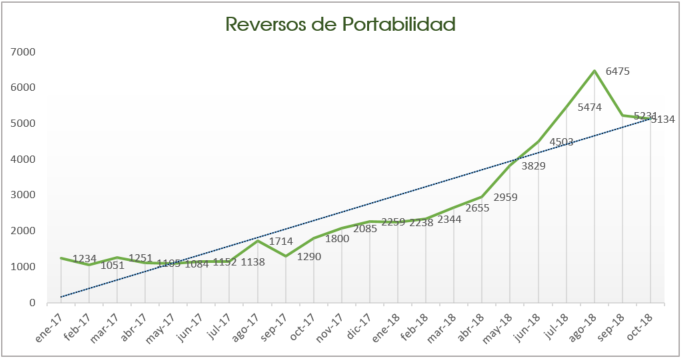 Reversos de Portabilidad
7000
6000
5000
4000
3000
2000
1000
0
1234
1051
1251
1105
1084
1152
1138
1714
1290
1800
2085
2259
2238
2344
2655
2959
3829
4503
5474
6475
5134
ene-17
feb-17
mar-17
abr-17
may-17
jun-17
jul-17
ago-17
sep-17
oct-17
nov-17
dic-17
ene-18
feb-18
mar-18
abr-18
may-18
jun-18
jul-18
ago-18
sep-18
oct-18